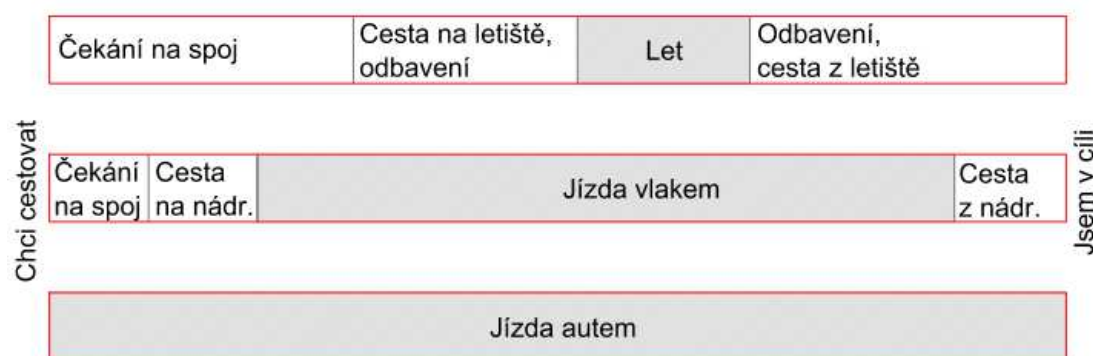 Čekání na spoj
Cesta na letiště,
odbavení
Let
Odbavení,
cesta z letiště
Chci cestovat
Čekání
na spoj
Cesta
na nádr.
Jízda vlakem
Cesta
z nádr.
Jsem v cíli
Jízda autem